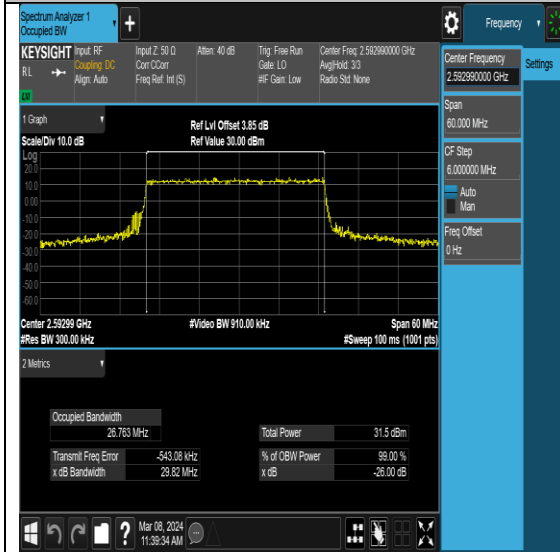 Spectrum Analyzer 1
Occupied BW
Frequency
KEYSIGHT
RL
Input: RF
Coupling: DC
Align: Auto
Input Z: 50 Ω
Corr CCorr
Freq Ref: Int (S)
Atten: 40 dB
Trig: Free Run
Gate: LO
#IF Gain: Low
Center Freq: 2.592990000 GHz
Avg|Hold: 3/3
Radio Std: None
Center Frequency
2.592990000 GHz
Settings
Span
60.000 MHz
CF Step
6.000000 MHz
Auto
Man
Freq Offset
0 Hz
1 Graph
Scale/Div 10.0 dB
Ref Lvl Offset 3.85 dB
Ref Value 30.00 dBm
Log
20.0
10.0
0.00
-10.0
-20.0
-30.0
-40.0
-50.0
-60.0
Center 2.59299 GHz
#Video BW 910.00 kHz
Span 60 MHz
#Res BW 300.00 kHz
#Sweep 100 ms (1001 pts)
2 Metrics
Occupied Bandwidth
26.763 MHz
Total Power
31.5 dBm
Transmit Freq Error
-543.08 kHz
% of OBW Power
99.00 %
x dB Bandwidth
29.82 MHz
x dB
-26.00 dB
Mar 08, 2024
11:39:34 AM